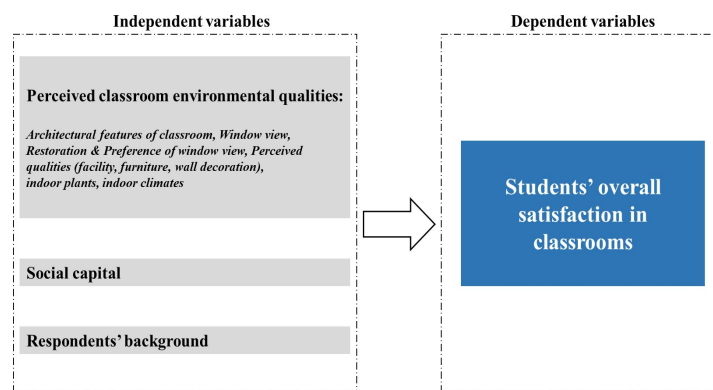 Independent variables
Perceived classroom environmental qualities:
Architectural features of classroom, Window view,
Restoration & Preference of window view, Perceived
qualities (facility, furniture, wall decoration),
indoor plants, indoor climates
Social capital
Respondents' background
Dependent variables
Students' overall
satisfaction in
classrooms